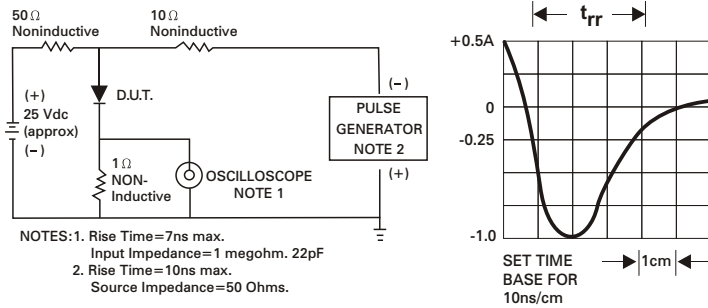 50Ω
Noninductive
10Ω
Noninductive
(+)
25 Vdc
(approx)
(-)
D.U.T.
1Ω
NON-
Inductive
OSCILLOSCOPE
NOTE 1
(-)
PULSE
GENERATOR
NOTE 2
(+)
NOTES:1. Rise Time=7ns max.
Input Impedance=1 megohm. 22pF
2. Rise Time=10ns max.
Source Impedance=50 Ohms.
trr
+0.5A
0
-0.25
-1.0
SET TIME
BASE FOR
10ns/cm
1cm